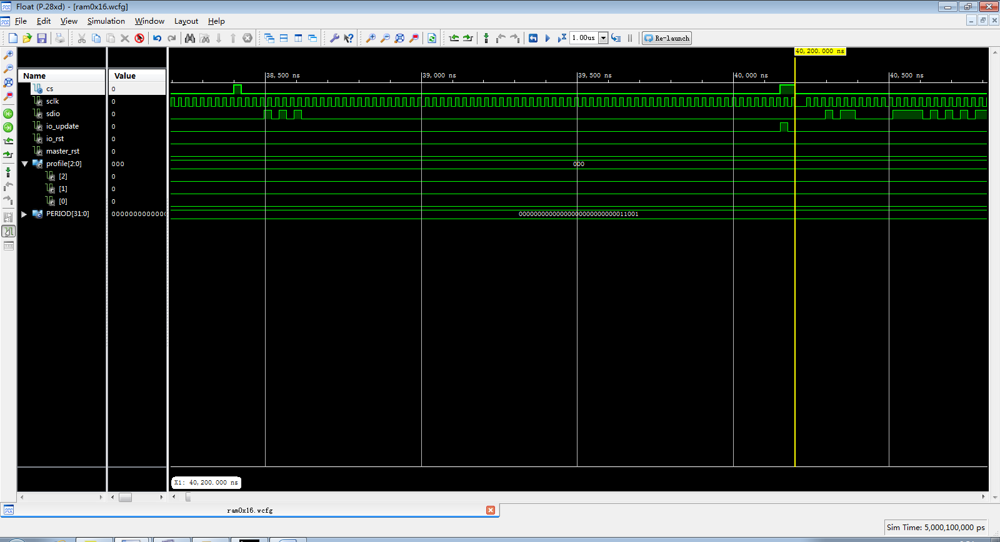 Float (P.28xd) - [ram0x16.wcfg]
File Edit View Simulation Window Layout Help
1.00us Re-launch
40,200.000 ns
Name Value
38,500 ns 39,000 ns 39,500 ns 40,000 ns 40,500 ns
cs 0
sclk 0
sdio 0
io_update 0
io_rst 0
master_rst 0
profile[2:0] 000 000
[2] 0
[1] 0
[0] 0
PERIOD[31:0] 00000000000000000000000000011001
X1: 40,200.000 ns
ram0x16.wcfg
Sim Time: 5,000,100,000 ps